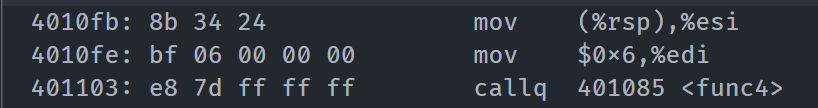 4010fb: 8b 34 24 mov (%rsp),%esi
4010fe: bf 06 00 00 00 mov $0x6,%edi
401103: e8 7d ff ff ff callq 401085 <func4>